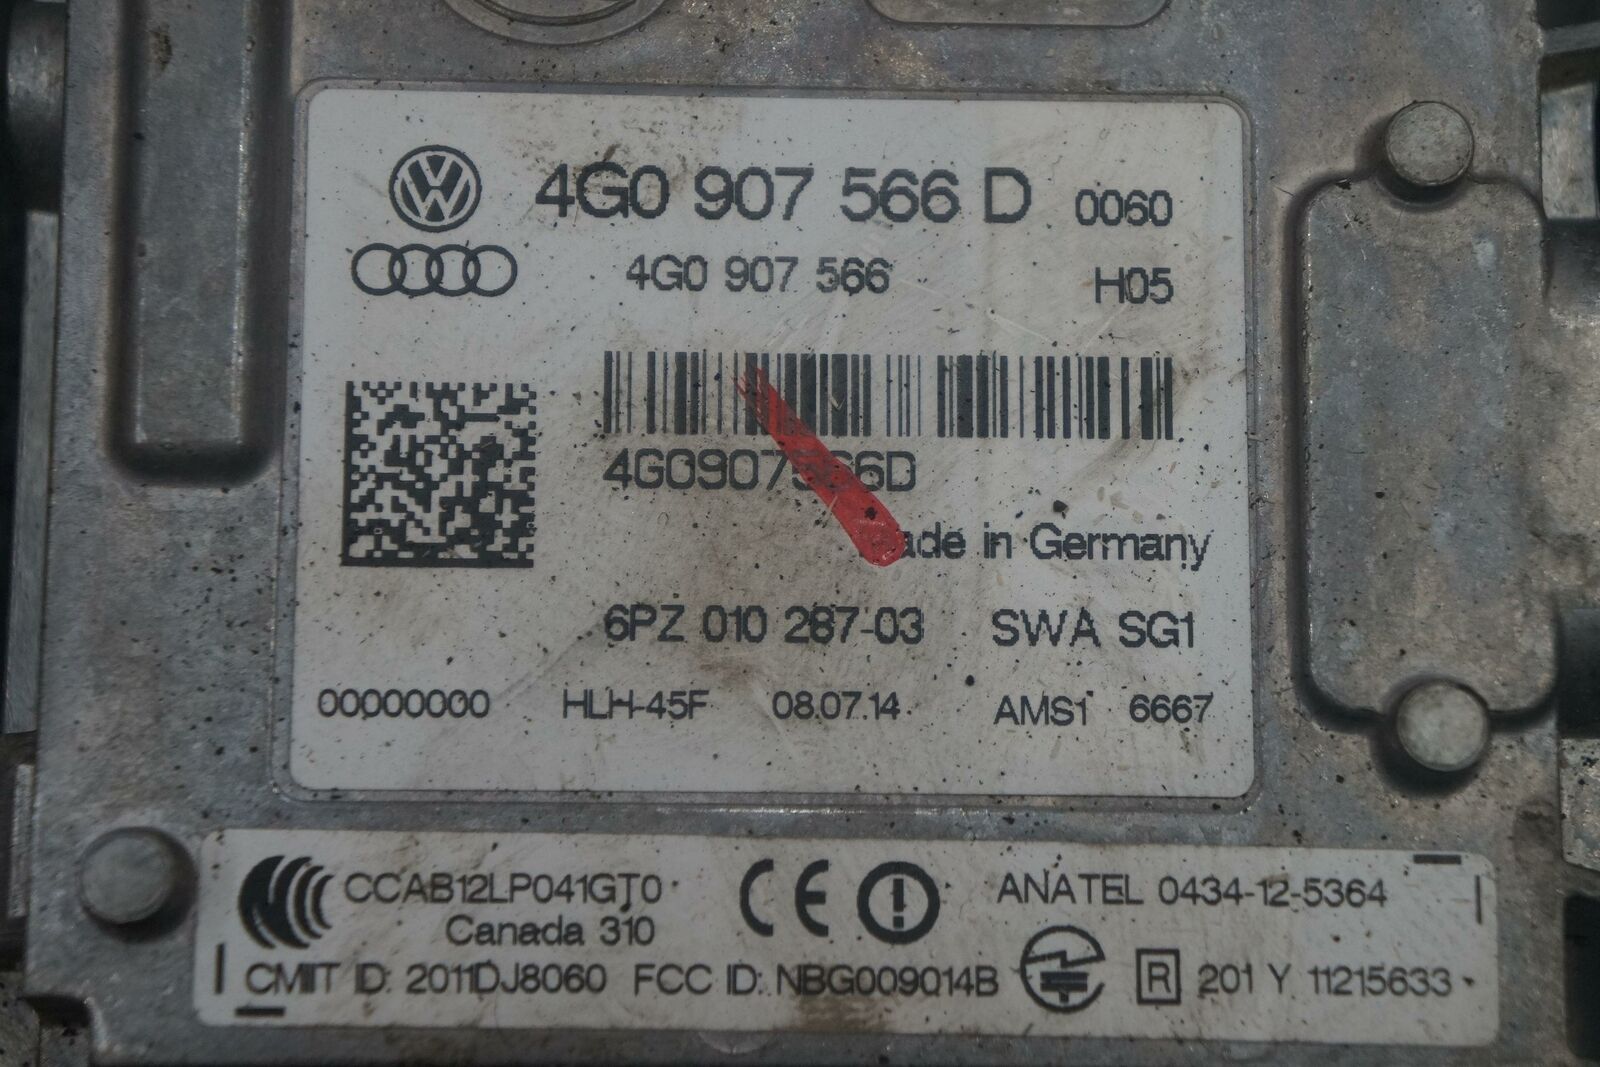 4G0 907 566 D 0060
4G0 907 566 H05
4G0907566D
Made in Germany
6PZ 010 287-03 SWA SG1
00000000 HLH-45F 08.07.14 AMS1 6667
CCAB12LP041GT0 CE ANATEL 0434-12-5364
Canada 310
CMIIT ID: 2011DJ8060 FCC ID: NBG009014B R 201 Y 11215633